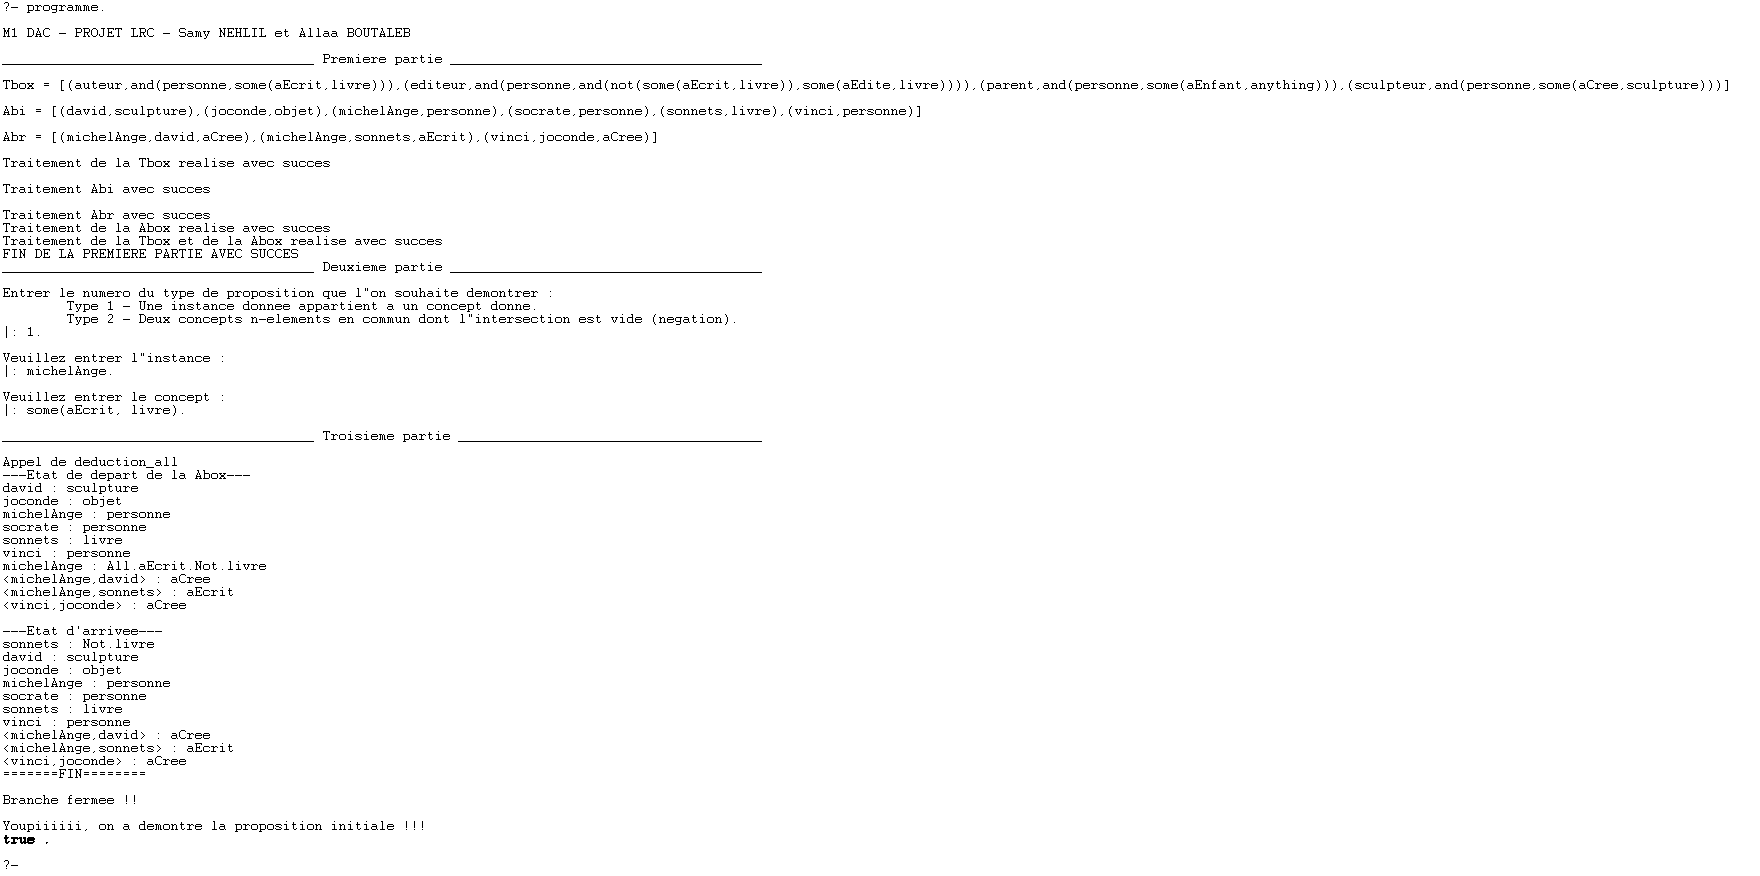 ?- programme.
M1 DAC - PROJET LRC - Samy NEHLIL et Allaa BOUTALEB
_______________________________________ Premiere partie _______________________________________
Tbox = [(auteur,and(personne,some(aEcrit,livre))),(editeur,and(personne,and(not(some(aEcrit,livre)),some(aEdite,livre)))),(parent,and(personne,some(aEnfant,anything))),(sculpteur,and(personne,some(aCree,sculpture)))]
Abi = [(david,sculpture),(joconde,objet),(michelAnge,personne),(socrate,personne),(sonnets,livre),(vinci,personne)]
Abr = [(michelAnge,david,aCree),(michelAnge,sonnets,aEcrit),(vinci,joconde,aCree)]
Traitement de la Tbox realise avec succes
Traitement Abi avec succes
Traitement Abr avec succes
Traitement de la Abox realise avec succes
Traitement de la Tbox et de la Abox realise avec succes
FIN DE LA PREMIERE PARTIE AVEC SUCCES
_______________________________________ Deuxieme partie _______________________________________
Entrer le numero du type de proposition que l"on souhaite demontrer :
        Type 1 - Une instance donnee appartient a un concept donne.
        Type 2 - Deux concepts n-elements en commun dont l"intersection est vide (negation).
|: 1.
Veuillez entrer l"instance :
|: michelAnge.
Veuillez entrer le concept :
|: some(aEcrit, livre).
_______________________________________ Troisieme partie ______________________________________
Appel de deduction_all
---Etat de depart de la Abox---
david : sculpture
joconde : objet
michelAnge : personne
socrate : personne
sonnets : livre
vinci : personne
michelAnge : All.aEcrit.Not.livre
<michelAnge,david> : aCree
<michelAnge,sonnets> : aEcrit
<vinci,joconde> : aCree
---Etat d'arrivee---
sonnets : Not.livre
david : sculpture
joconde : objet
michelAnge : personne
socrate : personne
sonnets : livre
vinci : personne
<michelAnge,david> : aCree
<michelAnge,sonnets> : aEcrit
<vinci,joconde> : aCree
=======FIN========
Branche fermee !!
Youpiiiiii, on a demontre la proposition initiale !!!
true .
?-